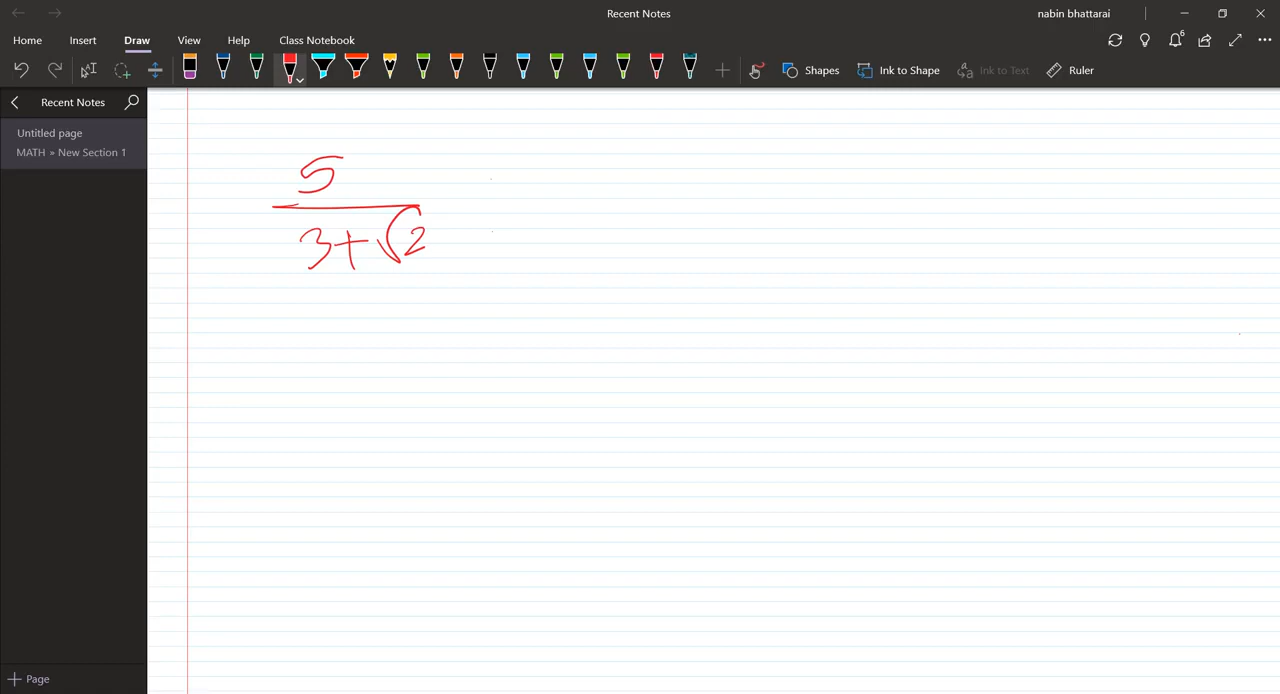 Recent Notes
nabin bhattarai
Home Insert Draw View Help Class Notebook
6
Shapes Ink to Shape Ink to Text Ruler
Recent Notes
Untitled page
MATH » New Section 1
5
3+√2
Page